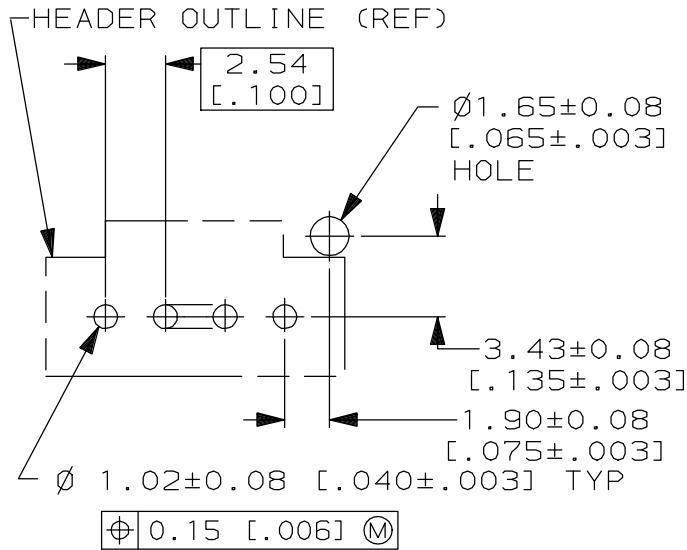 HEADER OUTLINE (REF)
2.54
[.100]
Ø1.65±0.08
[.065±.003]
HOLE
3.43±0.08
[.135±.003]
1.90±0.08
[.075±.003]
Ø 1.02±0.08 [.040±.003] TYP
⌖ 0.15 [.006] Ⓜ